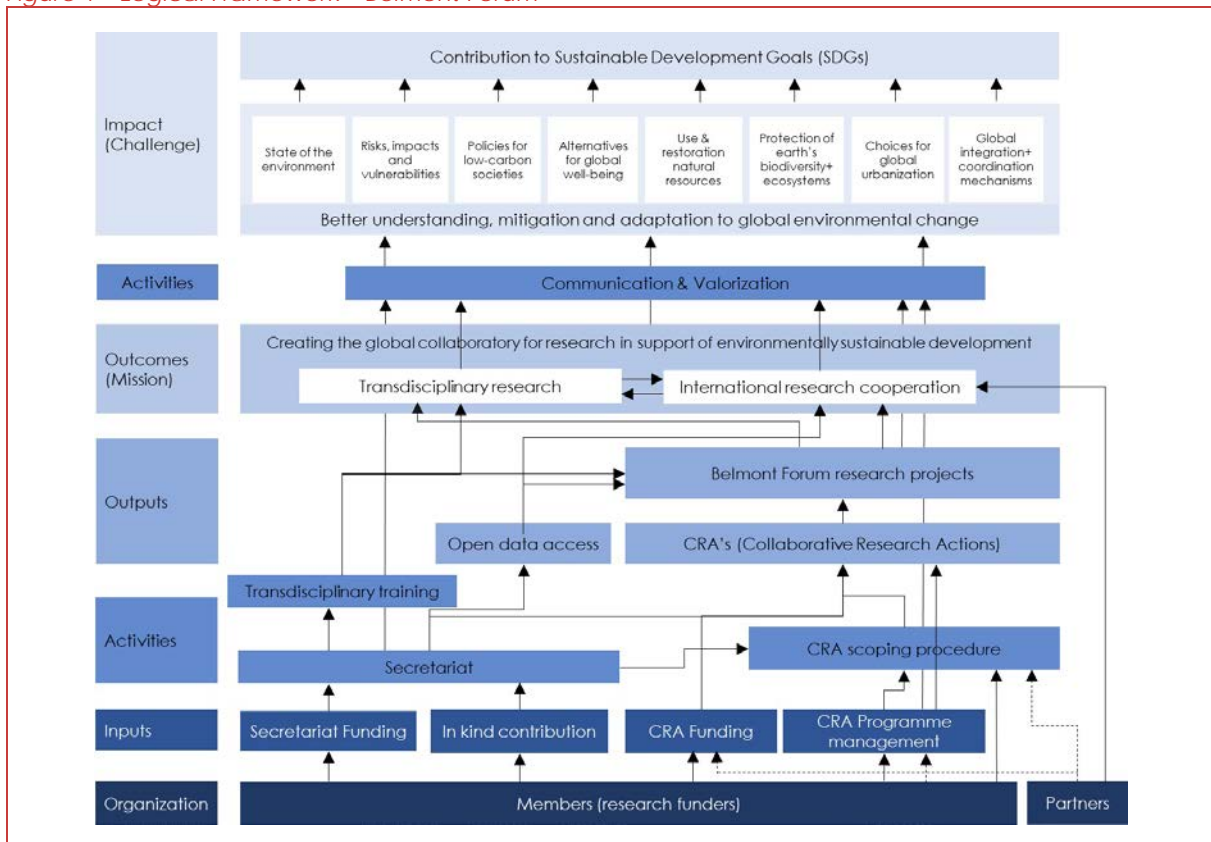 Figure 4 - Logical framework - Belmont Forum
Contribution to Sustainable Development Goals (SDGs)
Impact
(Challenge)
State of the
environment
Risks, impacts
and
vulnerabilities
Policies for
low-carbon
societies
Alternatives
for global
well-being
Use &
restoration
natural
resources
Protection of
earth's
biodiversity+
ecosystems
Choices for
global
urbanization
Global
integration+
coordination
mechanisms
Better understanding, mitigation and adaptation to global environmental change
Activities
Communication & Valorization
Outcomes
(Mission)
Creating the global collaboratory for research in support of environmentally sustainable development
Transdisciplinary research
International research cooperation
Outputs
Belmont Forum research projects
Open data access
CRA's (Collaborative Research Actions)
Activities
Transdisciplinary training
Secretariat
CRA scoping procedure
Inputs
Secretariat Funding
In kind contribution
CRA Funding
CRA Programme
management
Organization
Members (research funders)
Partners